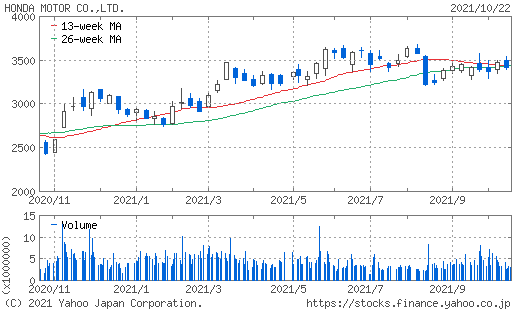 HONDA MOTOR CO.,LTD. 2021/10/22
13-week MA
26-week MA
4000
3500
3000
2500
2000
2020/11 2021/1 2021/3 2021/5 2021/7 2021/9
Volume
15
10
5
0
(x1000000)
2020/11 2021/1 2021/3 2021/5 2021/7 2021/9
(C) 2021 Yahoo Japan Corporation. https://stocks.finance.yahoo.co.jp/